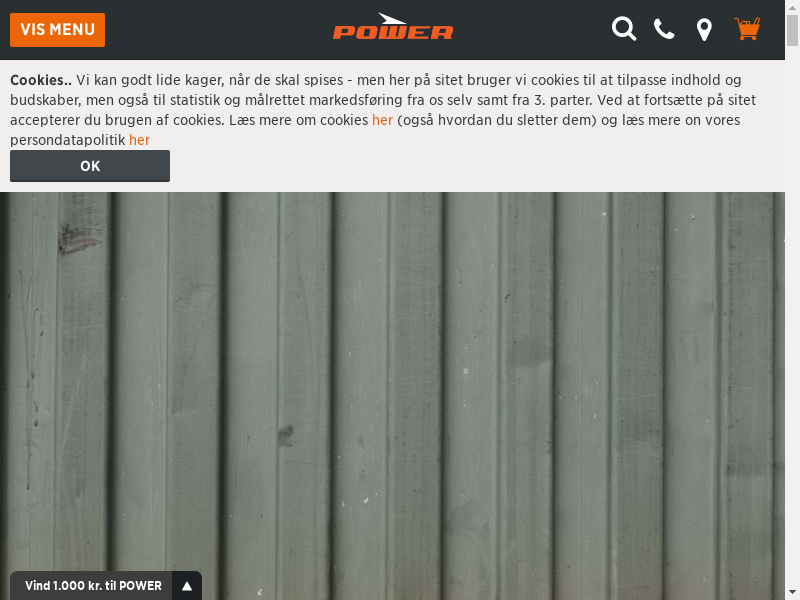 VIS MENU
POWER
Cookies.. Vi kan godt lide kager, når de skal spises - men her på sitet bruger vi cookies til at tilpasse indhold og
budskaber, men også til statistik og målrettet markedsføring fra os selv samt fra 3. parter. Ved at fortsætte på sitet
accepterer du brugen af cookies. Læs mere om cookies her (også hvordan du sletter dem) og læs mere on vores
persondatapolitik her
OK
Vind 1.000 kr. til POWER